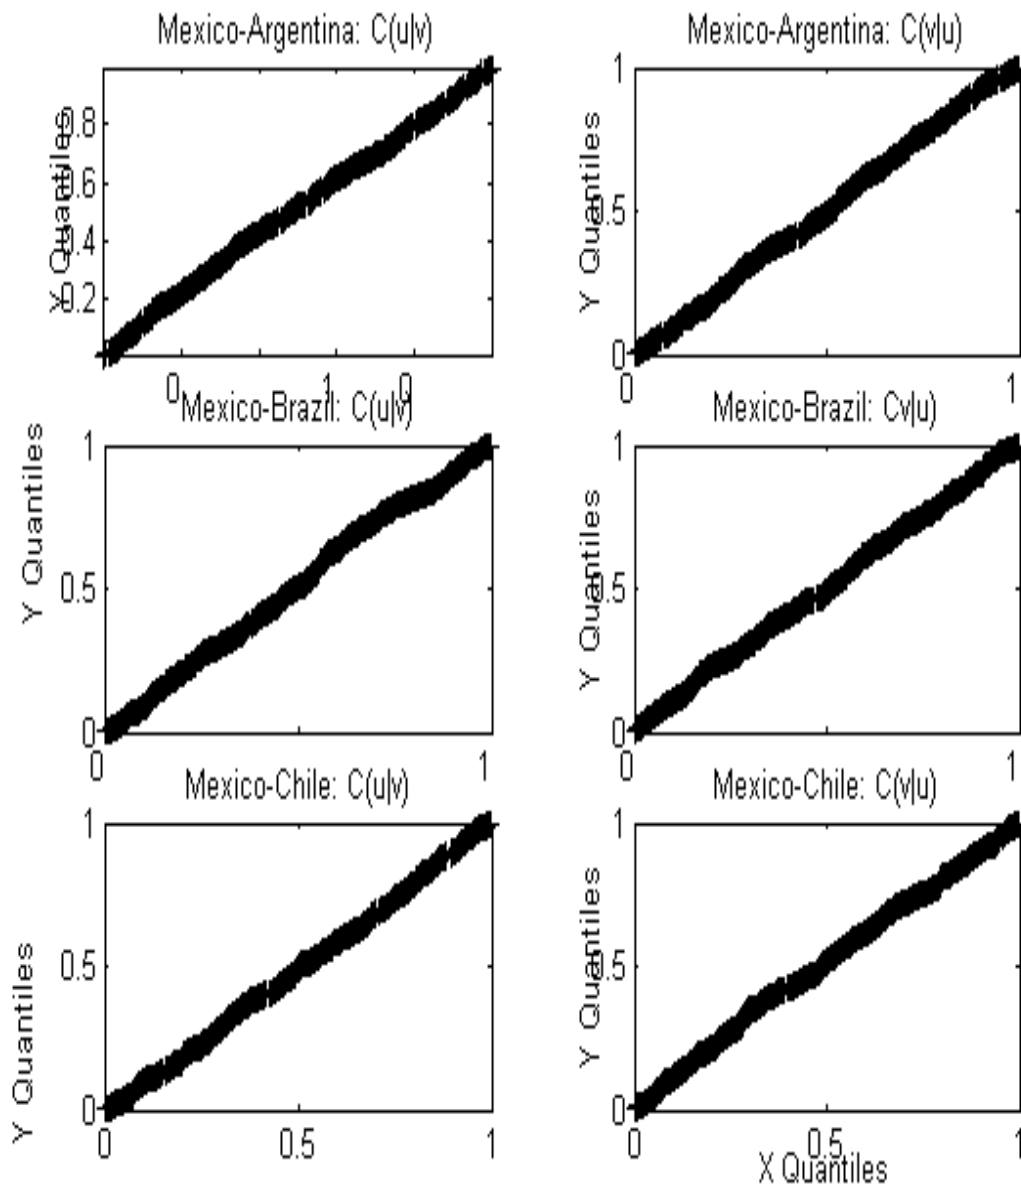 Mexico-Argentina: C(u|v)
Mexico-Argentina: C(v|u)
Y Quantiles
0.8
0.6
0.4
0.2
0 1 0
Y Quantiles
1
0.5
0
0 1
Mexico-Brazil: C(u|v)
Mexico-Brazil: Cv|u)
Y Quantiles
1
0.5
0
0 1
Y Quantiles
1
0.5
0
0 1
Mexico-Chile: C(u|v)
Mexico-Chile: C(v|u)
Y Quantiles
1
0.5
0
0 0.5 1
Y Quantiles
1
0.5
0
0 0.5 1
X Quantiles